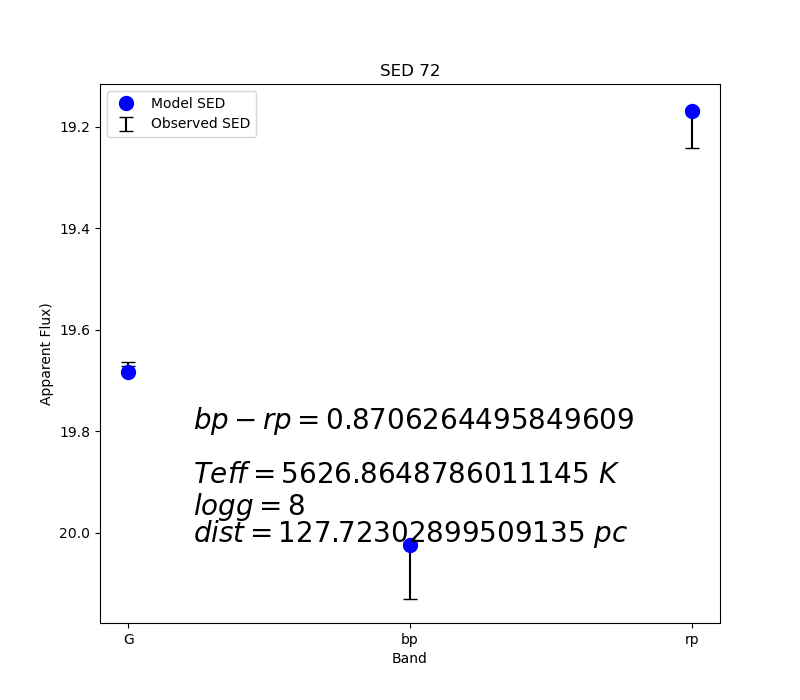 SED 72
Model SED
Observed SED
19.2
19.4
19.6
19.8
20.0
Apparent Flux)
bp − rp = 0.8706264495849609
Teff = 5626.8648786011145 K
logg = 8
dist = 127.72302899509135 pc
G
bp
rp
Band